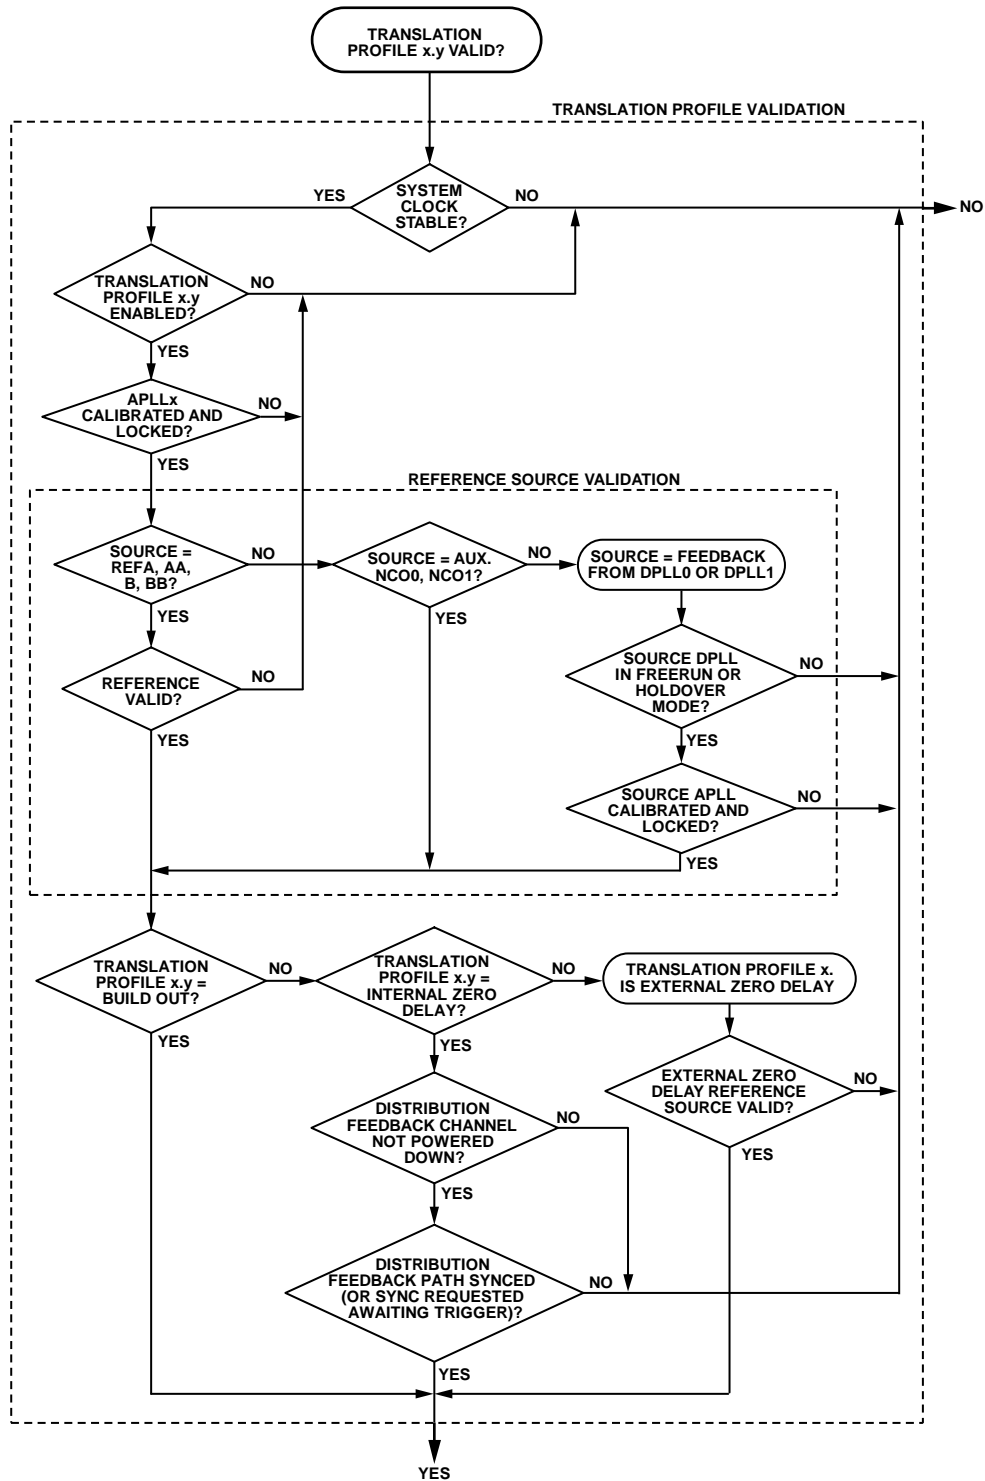 TRANSLATION
PROFILE x.y VALID?
TRANSLATION PROFILE VALIDATION
YES
SYSTEM
CLOCK
STABLE?
NO
NO
TRANSLATION
PROFILE x.y
ENABLED?
NO
YES
APLLx
CALIBRATED AND
LOCKED?
NO
YES
REFERENCE SOURCE VALIDATION
SOURCE =
REFA, AA,
B, BB?
NO
SOURCE = AUX.
NCO0, NCO1?
NO
SOURCE = FEEDBACK
FROM DPLL0 OR DPLL1
YES
YES
REFERENCE
VALID?
NO
YES
SOURCE DPLL
IN FREERUN OR
HOLDOVER
MODE?
NO
YES
SOURCE APLL
CALIBRATED AND
LOCKED?
NO
YES
TRANSLATION
PROFILE x.y =
BUILD OUT?
NO
YES
TRANSLATION
PROFILE x.y =
INTERNAL ZERO
DELAY?
NO
YES
TRANSLATION PROFILE x.
IS EXTERNAL ZERO DELAY
EXTERNAL ZERO
DELAY REFERENCE
SOURCE VALID?
NO
YES
DISTRIBUTION
FEEDBACK CHANNEL
NOT POWERED
DOWN?
NO
YES
DISTRIBUTION
FEEDBACK PATH SYNCED
(OR SYNC REQUESTED
AWAITING TRIGGER)?
NO
YES
YES